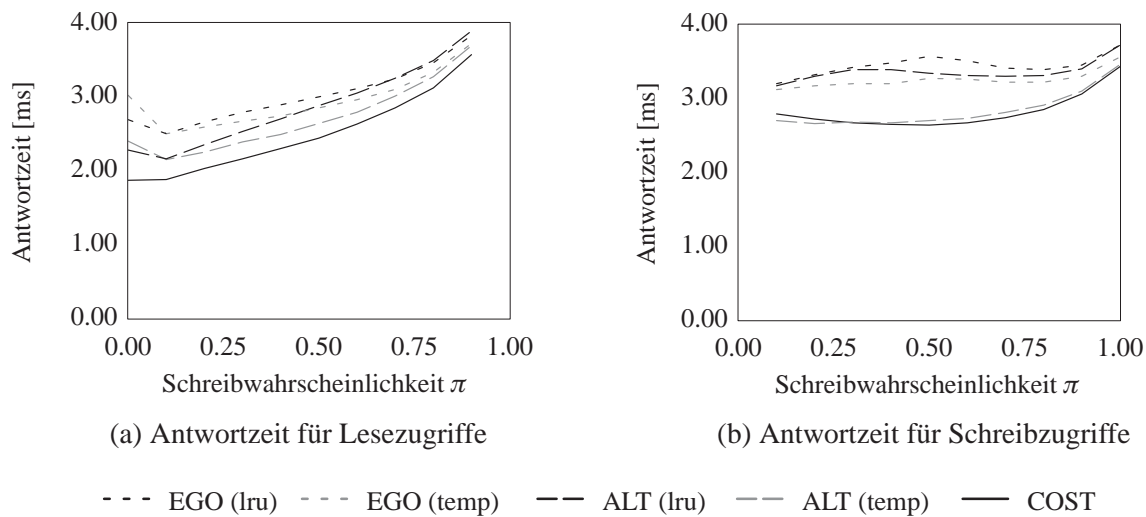 4.00
3.00
2.00
1.00
0.00
Antwortzeit [ms]
0.00 0.25 0.50 0.75 1.00
Schreibwahrscheinlichkeit π
(a) Antwortzeit für Lesezugriffe
4.00
3.00
2.00
1.00
0.00
Antwortzeit [ms]
0.00 0.25 0.50 0.75 1.00
Schreibwahrscheinlichkeit π
(b) Antwortzeit für Schreibzugriffe
EGO (lru) EGO (temp) ALT (lru) ALT (temp) COST